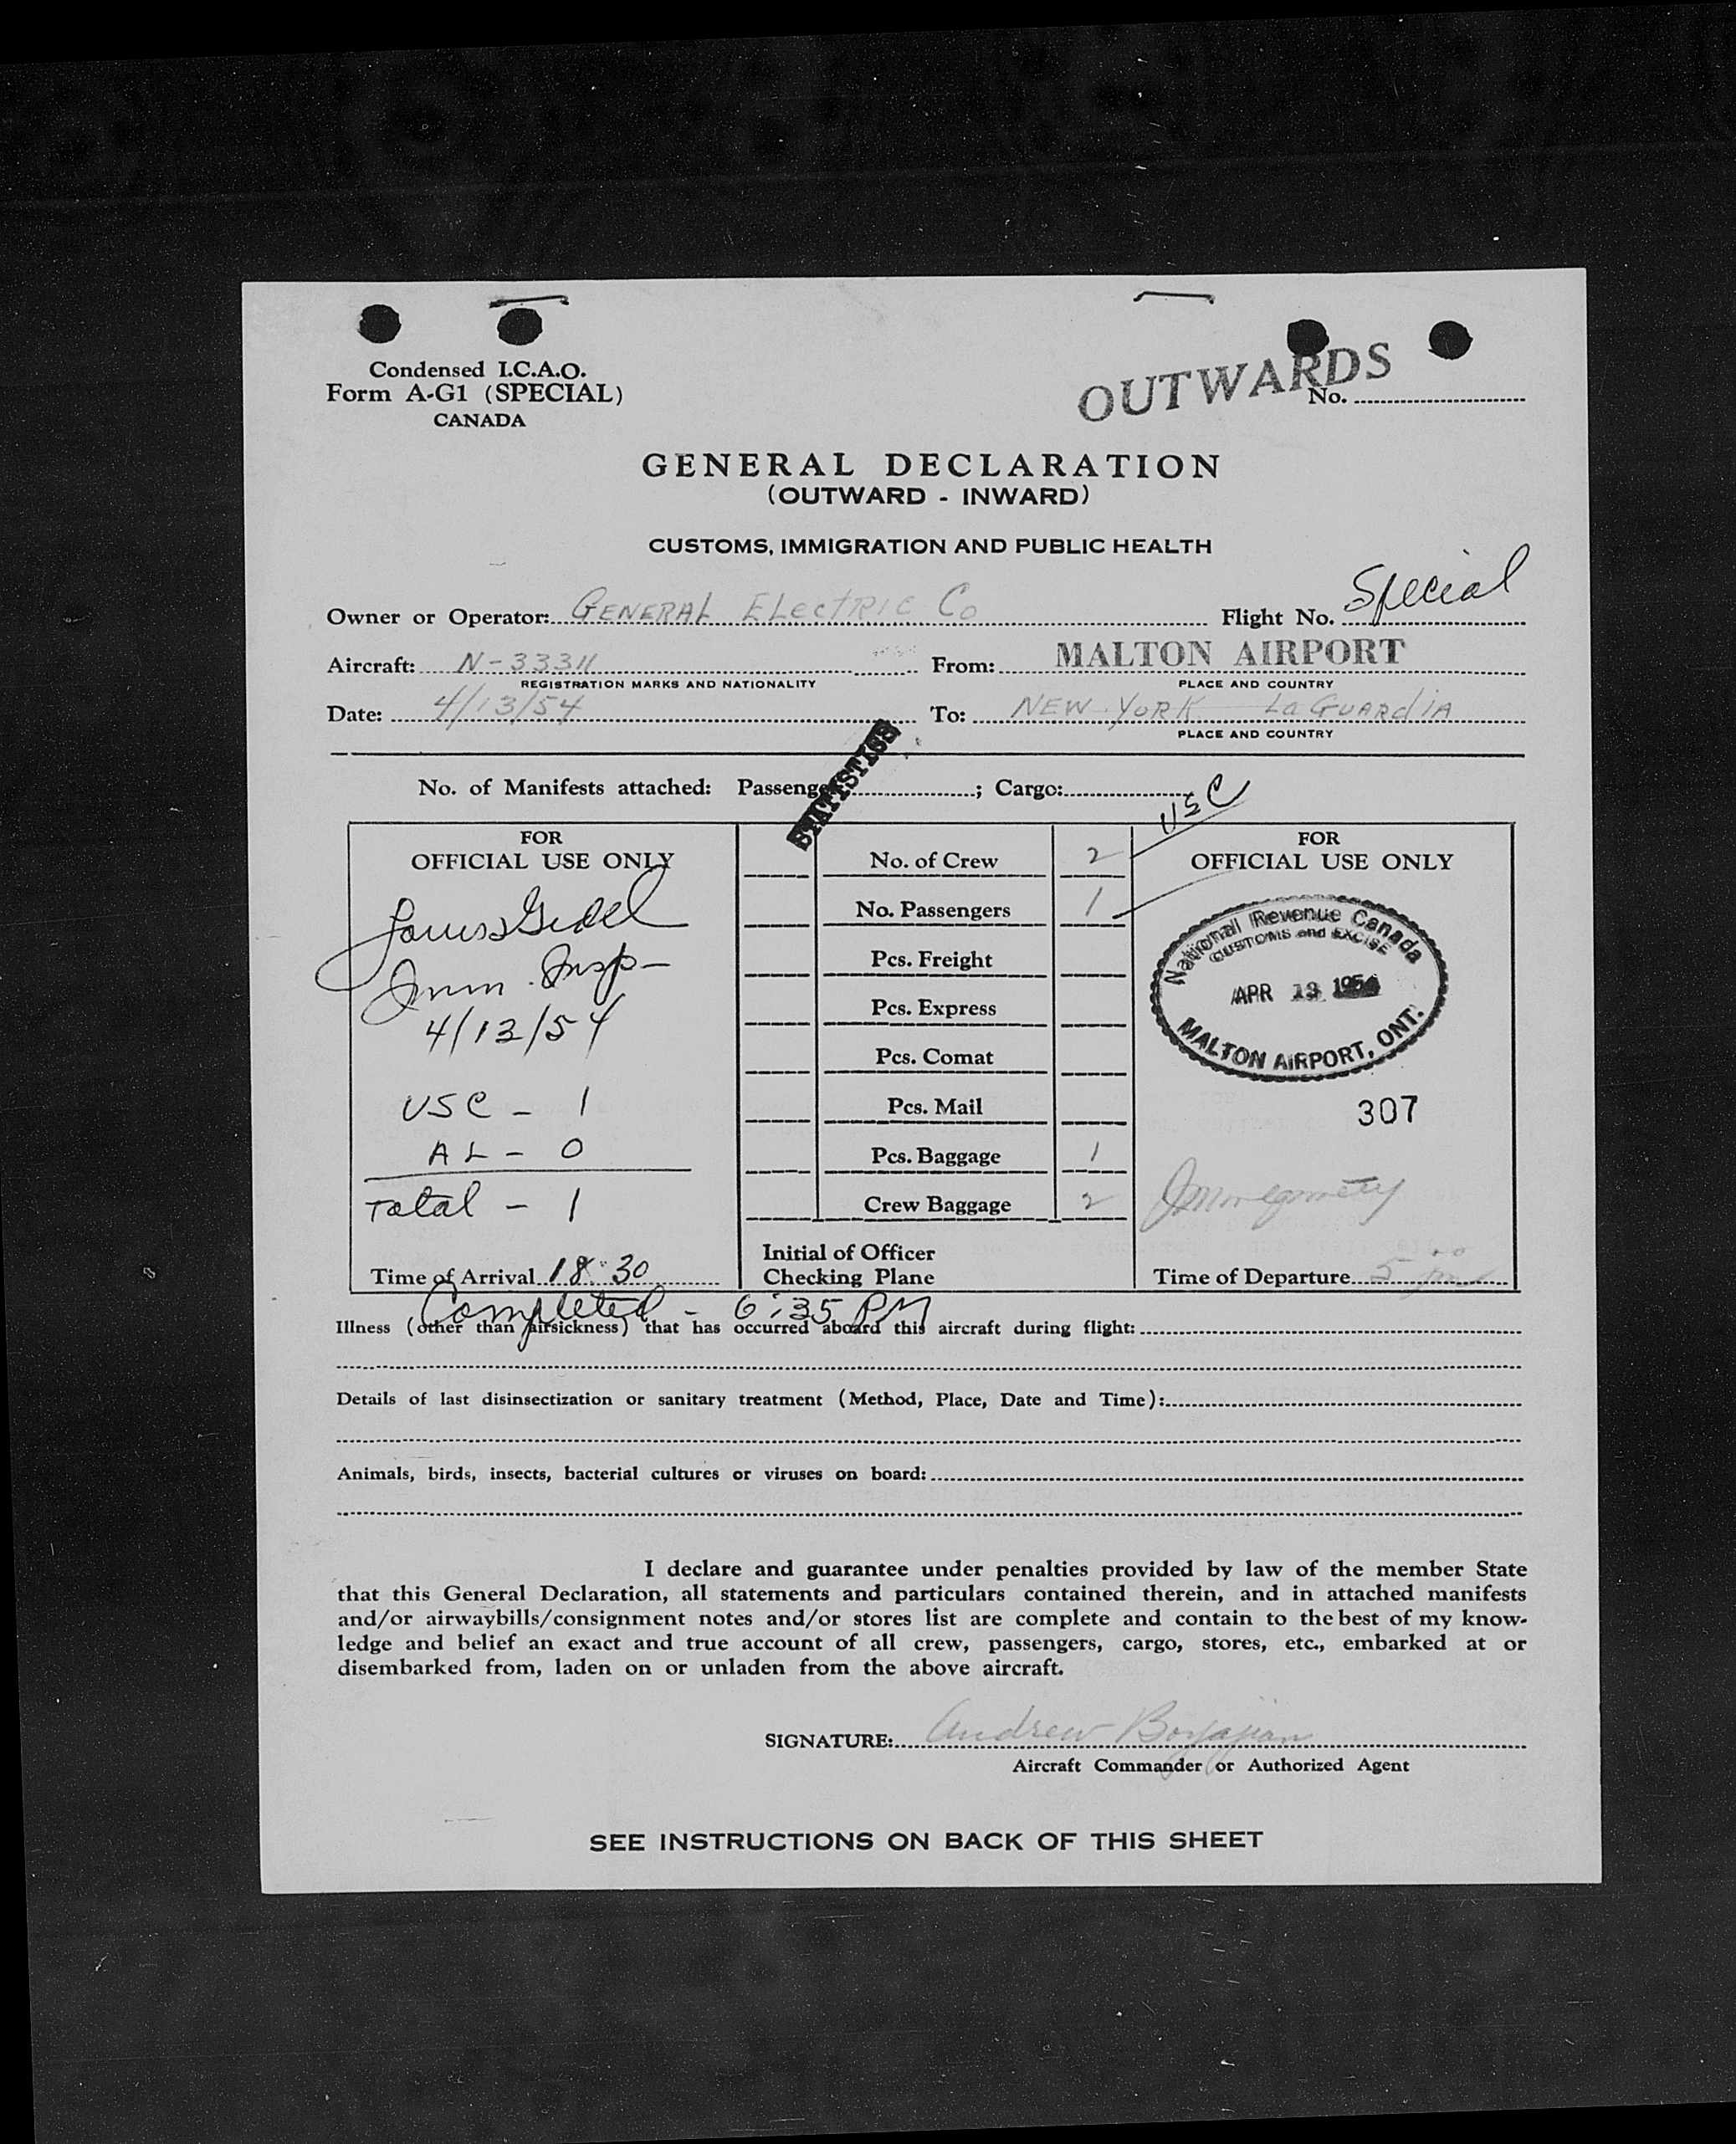 Condensed I.C.A.O.
Form A-G1 (SPECIAL)
CANADA
OUTWARDS
No.
GENERAL DECLARATION
(OUTWARD - INWARD)
CUSTOMS, IMMIGRATION AND PUBLIC HEALTH
Owner or Operator: GENERAL ELECTRIC Co Flight No. Special
Aircraft: N-33311 From: MALTON AIRPORT
REGISTRATION MARKS AND NATIONALITY PLACE AND COUNTRY
Date: 4/13/54 To: NEW YORK La GUARdIA
PLACE AND COUNTRY
STATISTICS
No. of Manifests attached: Passenger ; Cargo:
USC
FOR
OFFICIAL USE ONLY
Imm. Insp-
4/13/54
USC - 1
AL - 0
Total - 1
Time of Arrival 18:30
No. of Crew 2
No. Passengers 1
Pcs. Freight
Pcs. Express
Pcs. Comat
Pcs. Mail
Pcs. Baggage 1
Crew Baggage 2
Initial of Officer
Checking Plane
FOR
OFFICIAL USE ONLY
National Revenue Canada
CUSTOMS and EXCISE
APR 13 1954
MALTON AIRPORT, ONT.
307
JMontgomery
Time of Departure 5 pm
Completed - 6:35 PM
Illness (other than airsickness) that has occurred aboard this aircraft during flight:
Details of last disinsectization or sanitary treatment (Method, Place, Date and Time):
Animals, birds, insects, bacterial cultures or viruses on board:
I declare and guarantee under penalties provided by law of the member State
that this General Declaration, all statements and particulars contained therein, and in attached manifests
and/or airwaybills/consignment notes and/or stores list are complete and contain to the best of my know-
ledge and belief an exact and true account of all crew, passengers, cargo, stores, etc., embarked at or
disembarked from, laden on or unladen from the above aircraft.
SIGNATURE: Andrew Boyajian
Aircraft Commander or Authorized Agent
SEE INSTRUCTIONS ON BACK OF THIS SHEET